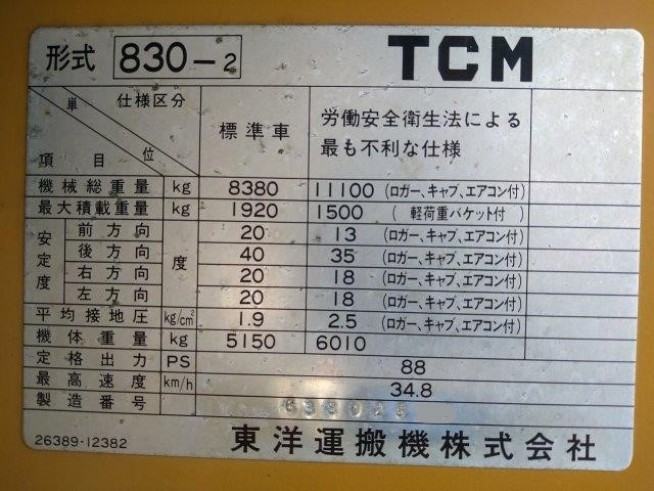 形式 830-2 TCM
単 仕様区分 標準車 労働安全衛生法による
項目 位 最も不利な仕様
機械総重量 kg 8380 11100 (ロガー、キャブ、エアコン付)
最大積載重量 kg 1920 1500 (軽荷重バケット付)
安定度 前方向 度 20 13 (ロガー、キャブ、エアコン付)
後方向 40 35 (ロガー、キャブ、エアコン付)
右方向 20 18 (ロガー、キャブ、エアコン付)
左方向 20 18 (ロガー、キャブ、エアコン付)
平均接地圧 kg/cm² 1.9 2.5 (ロガー、キャブ、エアコン付)
機体重量 kg 5150 6010
定格出力 PS 88
最高速度 km/h 34.8
製造番号
26389-12382 東洋運搬機株式会社